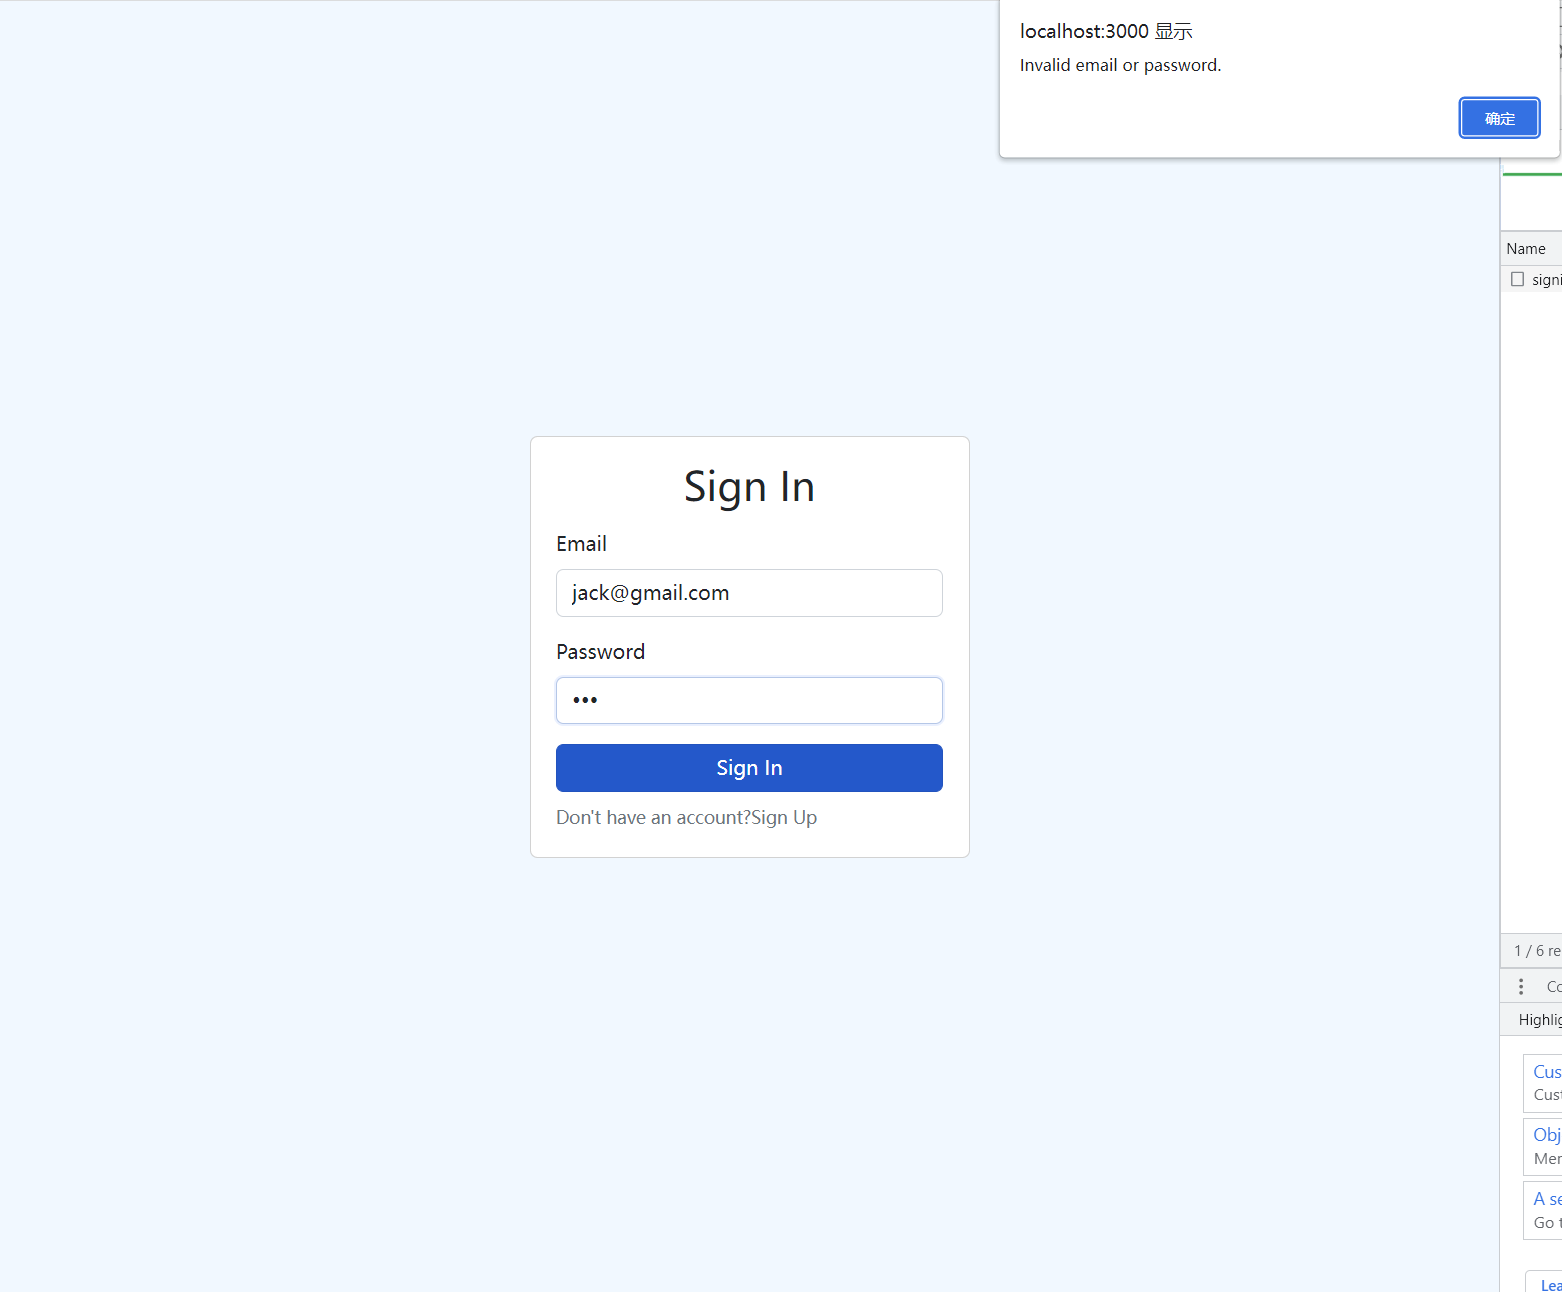 localhost:3000 显示
Invalid email or password.
确定
Sign In
Email
jack@gmail.com
Password
•••
Sign In
Don't have an account?Sign Up
Name
signi
1 / 6 re
Highlig
Cus
Cust
Obj
Mer
A se
Go t
Lea